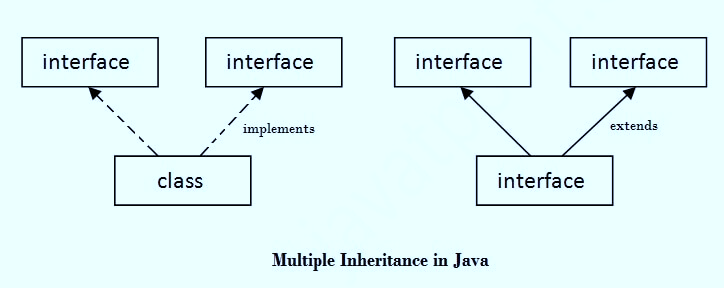 interface interface interface interface
implements extends
class interface
Multiple Inheritance in Java